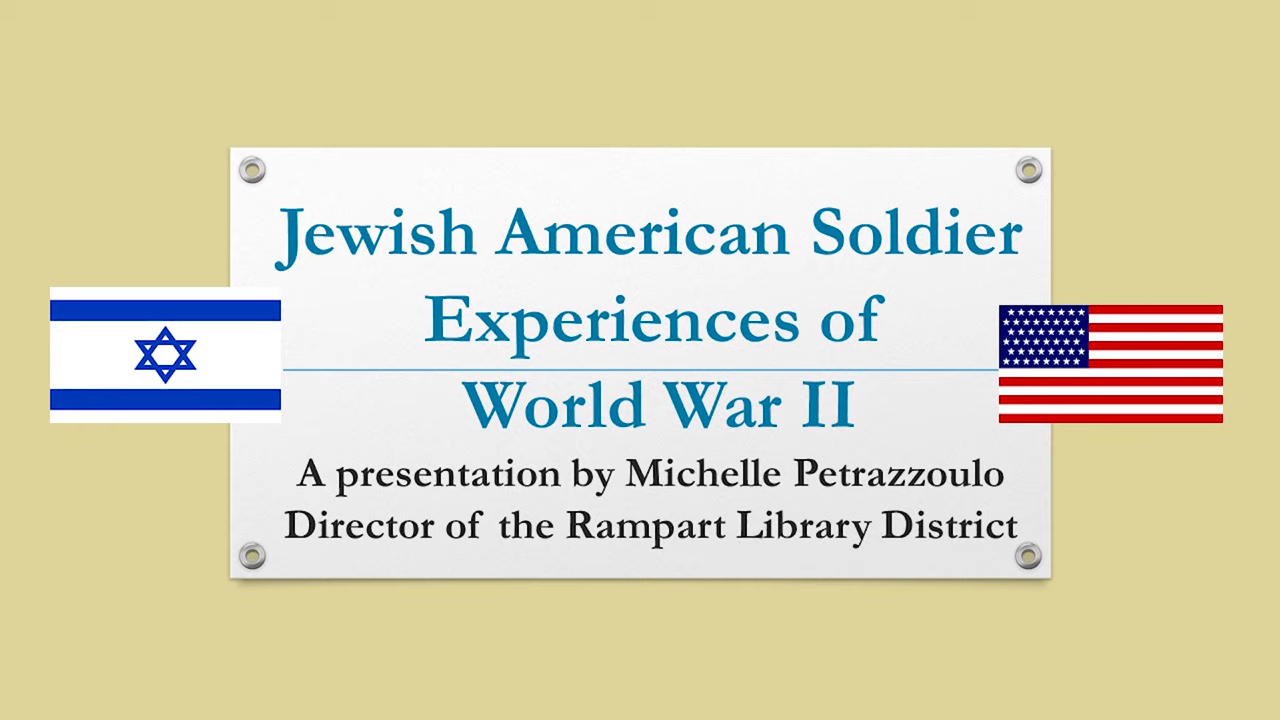 Jewish American Soldier
Experiences of
World War II
A presentation by Michelle Petrazzoulo
Director of the Rampart Library District